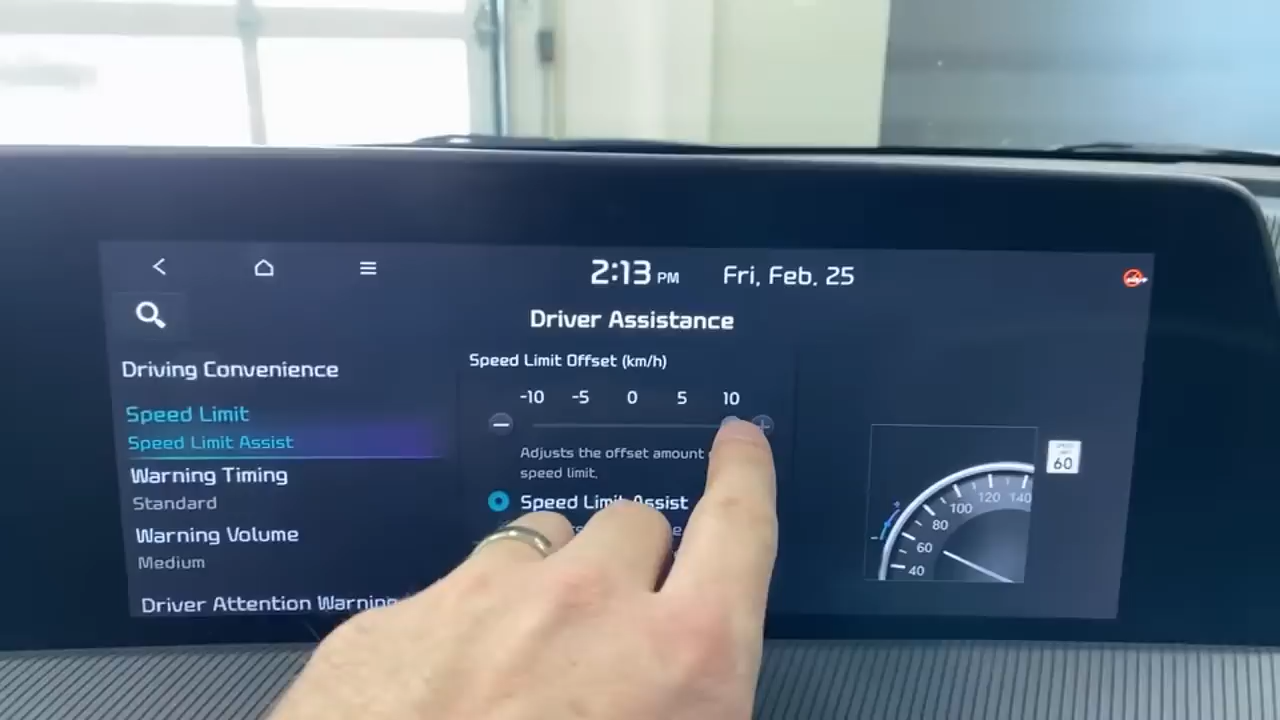 2:13 PM Fri, Feb. 25
Driver Assistance
Driving Convenience
Speed Limit
Speed Limit Assist
Warning Timing
Standard
Warning Volume
Medium
Driver Attention Warning
Speed Limit Offset (km/h)
-10 -5 0 5 10
Adjusts the offset amount
speed limit.
Speed Limit Assist
40 60 80 100 120 140
60